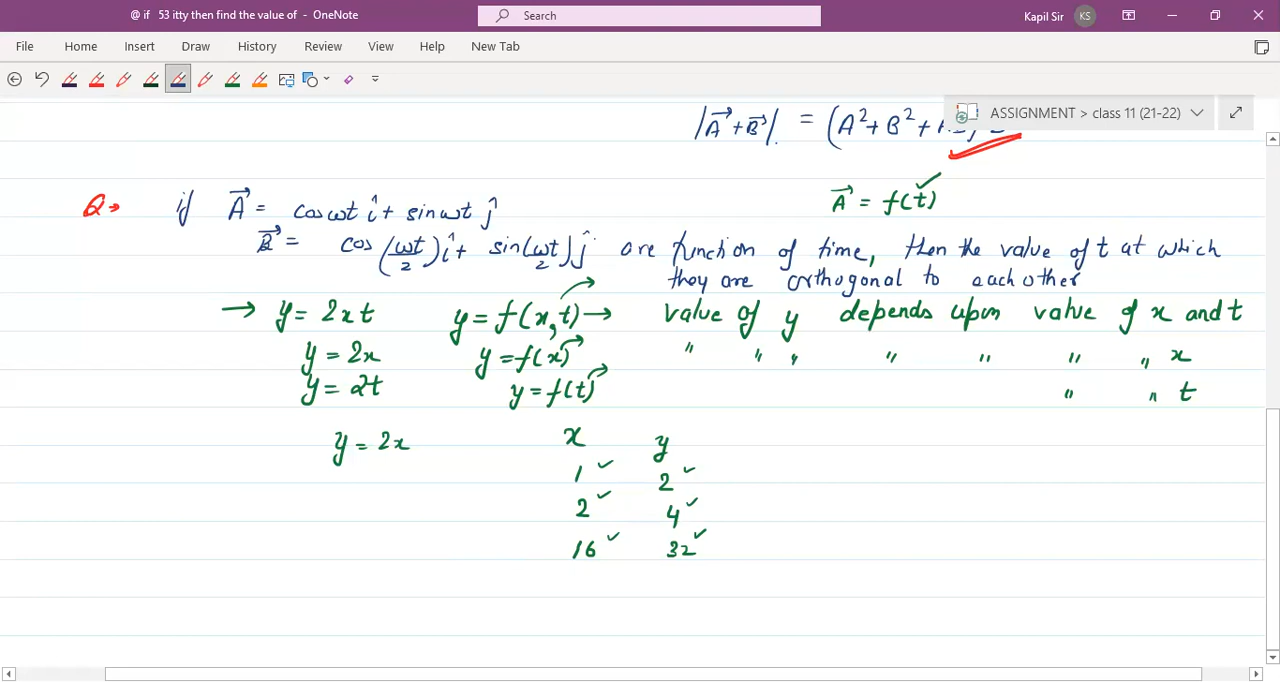 @ if 53 itty then find the value of - OneNote
Search
Kapil Sir KS
File Home Insert Draw History Review View Help New Tab
ASSIGNMENT > class 11 (21-22)
|A⃗ + B⃗| = (A² + B² +
Q→ if A⃗ = cos ωt î + sin ωt ĵ
A⃗ = f(t)
B⃗ = cos(ωt/2) î + sin(ωt/2) ĵ are function of time, then the value of t at which
they are orthogonal to each other
→ y = 2xt y = f(x,t) → value of y depends upon value of x and t
y = 2x y = f(x) " " " " " " " x
y = 2t y = f(t) " " t
y = 2x x y
1 2
2 4
16 32